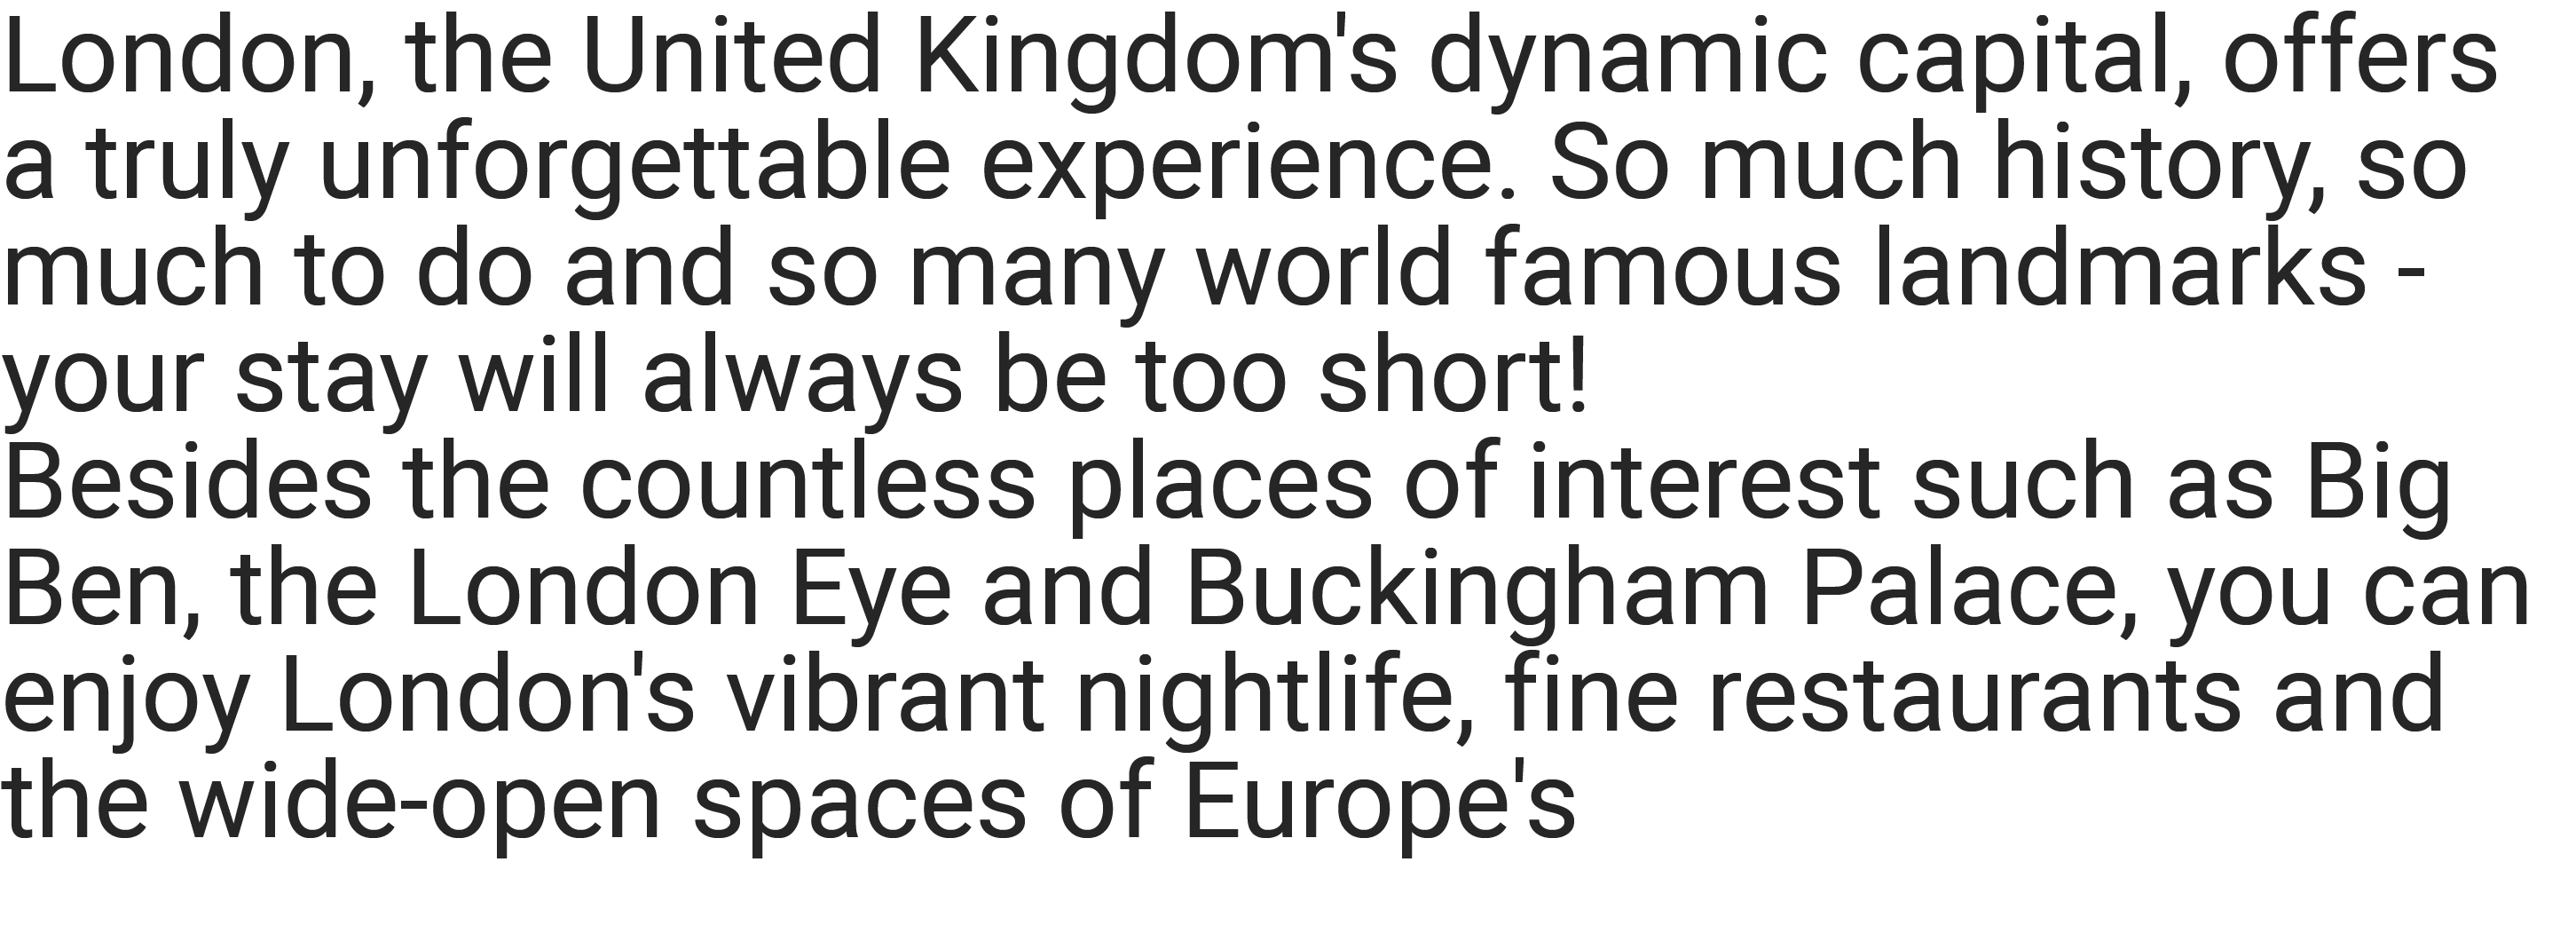 London, the United Kingdom's dynamic capital, offers
a truly unforgettable experience. So much history, so
much to do and so many world famous landmarks -
your stay will always be too short!
Besides the countless places of interest such as Big
Ben, the London Eye and Buckingham Palace, you can
enjoy London's vibrant nightlife, fine restaurants and
the wide-open spaces of Europe's